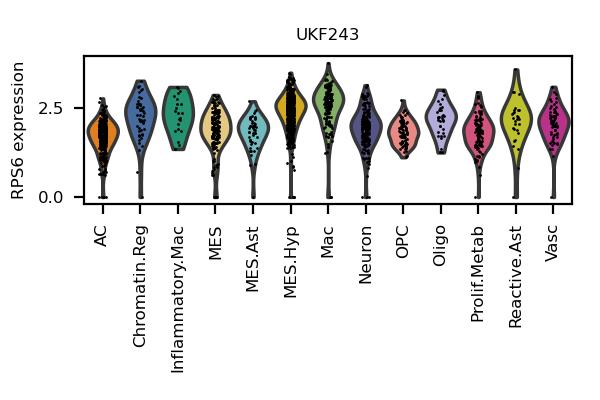 UKF243
RPS6 expression
2.5
0.0
AC
Chromatin.Reg
Inflammatory.Mac
MES
MES.Ast
MES.Hyp
Mac
Neuron
OPC
Oligo
Prolif.Metab
Reactive.Ast
Vasc